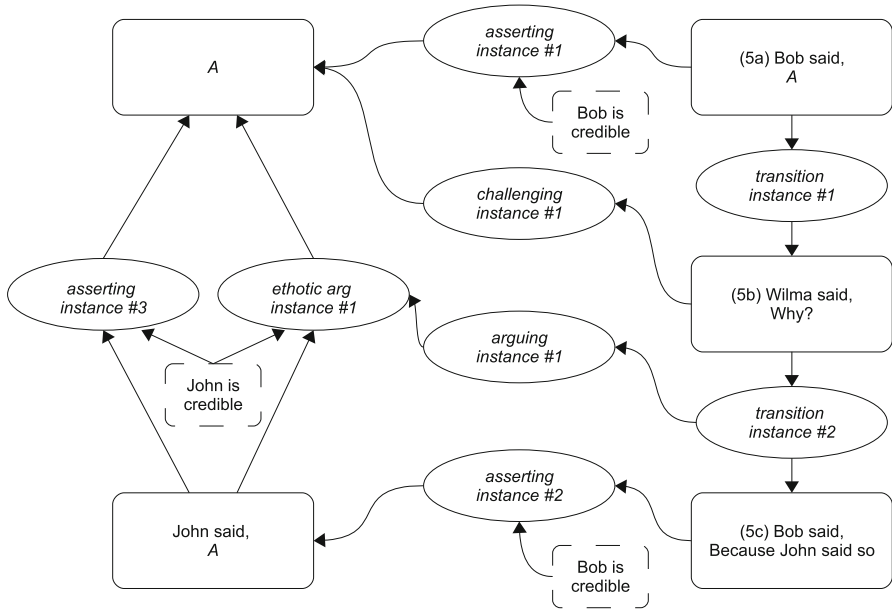 A
asserting
instance #1
(5a) Bob said,
A
Bob is
credible
transition
instance #1
challenging
instance #1
asserting
instance #3
ethotic arg
instance #1
(5b) Wilma said,
Why?
arguing
instance #1
John is
credible
transition
instance #2
asserting
instance #2
John said,
A
(5c) Bob said,
Because John said so
Bob is
credible